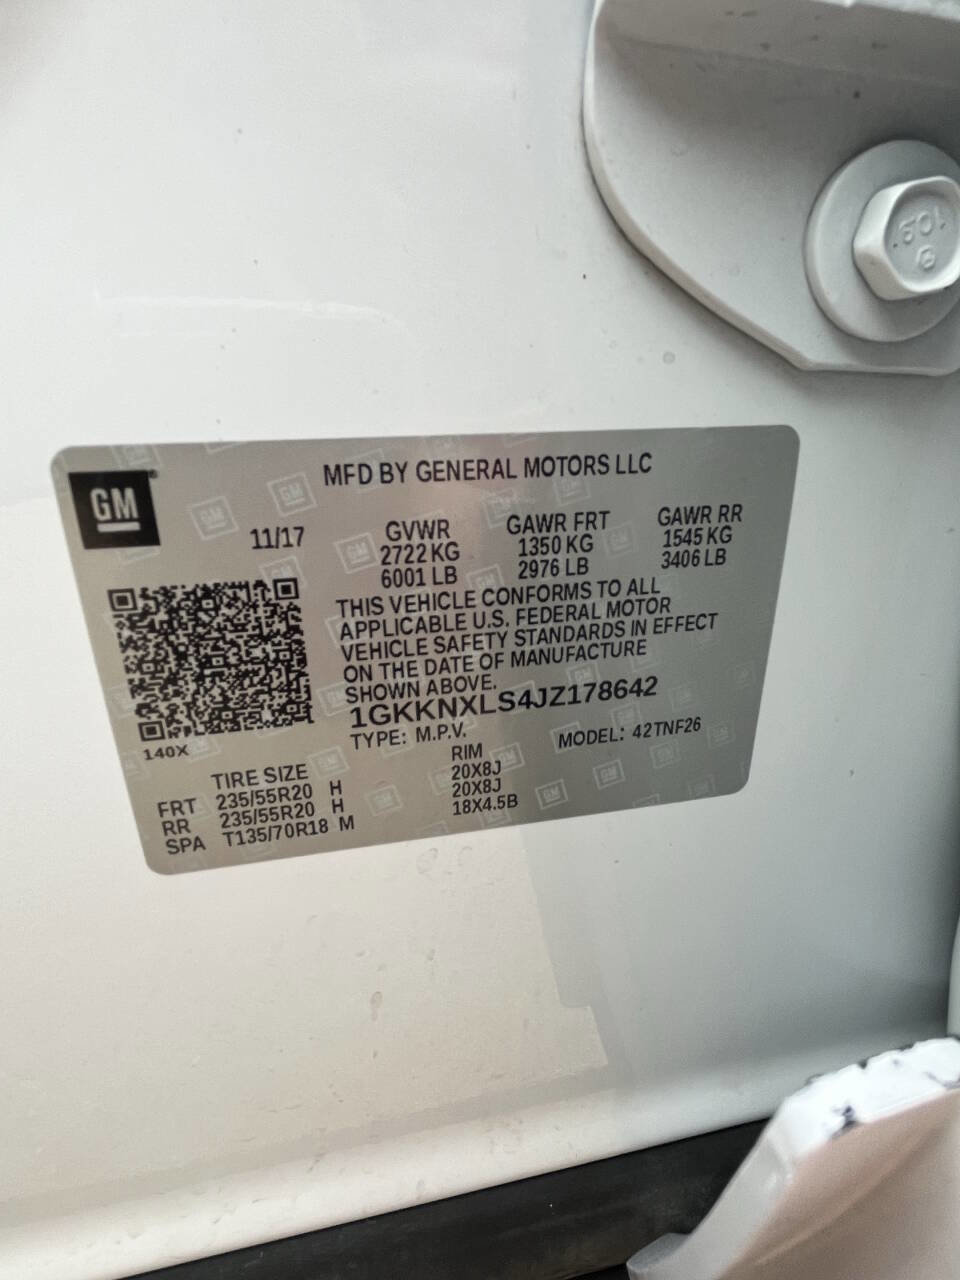 GM
MFD BY GENERAL MOTORS LLC
11/17
GVWR
2722 KG
6001 LB
GAWR FRT
1350 KG
2976 LB
GAWR RR
1545 KG
3406 LB
THIS VEHICLE CONFORMS TO ALL
APPLICABLE U.S. FEDERAL MOTOR
VEHICLE SAFETY STANDARDS IN EFFECT
ON THE DATE OF MANUFACTURE
SHOWN ABOVE.
1GKKNXLS4JZ178642
TYPE: M.P.V.
MODEL: 42TNF26
140X
TIRE SIZE
RIM
FRT 235/55R20 H 20X8J
RR 235/55R20 H 20X8J
SPA T135/70R18 M 18X4.5B